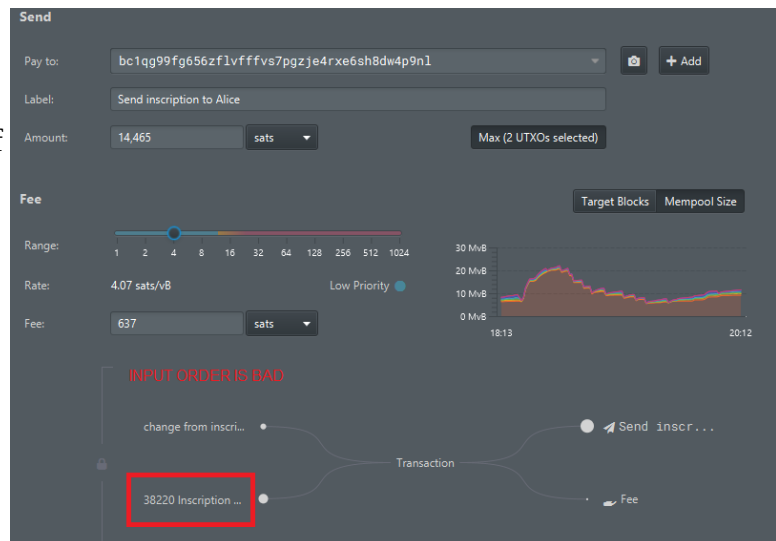 Send
Pay to: bc1qg99fg656zflvfffvs7pgzje4rxe6sh8dw4p9nl + Add
Label: Send inscription to Alice
Amount: 14,465 sats Max (2 UTXOs selected)
Fee Target Blocks Mempool Size
Range: 1 2 4 8 16 32 64 128 256 512 1024
30 MvB
20 MvB
10 MvB
0 MvB
18:13 20:12
Rate: 4.07 sats/vB Low Priority
Fee: 637 sats
INPUT ORDER IS BAD
change from inscri... Send inscr...
Transaction
38220 Inscription ... Fee